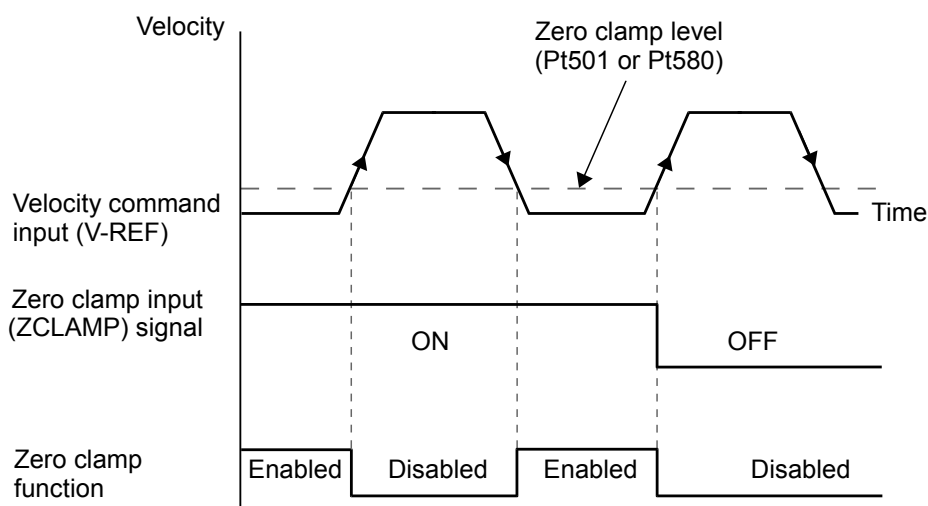 Velocity
Zero clamp level
(Pt501 or Pt580)
Velocity command
input (V-REF)
Time
Zero clamp input
(ZCLAMP) signal
ON
OFF
Zero clamp
function
Enabled
Disabled
Enabled
Disabled